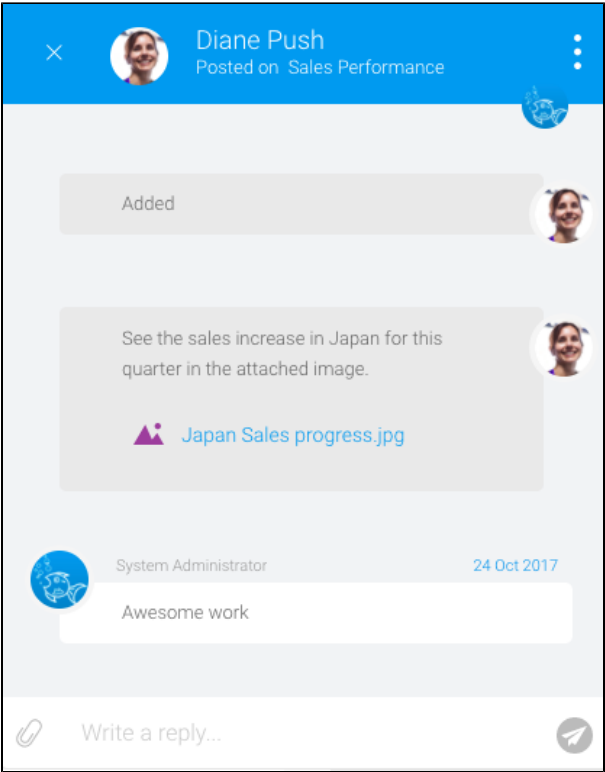 Diane Push
Posted on Sales Performance
Added
See the sales increase in Japan for this
quarter in the attached image.
Japan Sales progress.jpg
System Administrator 24 Oct 2017
Awesome work
Write a reply...